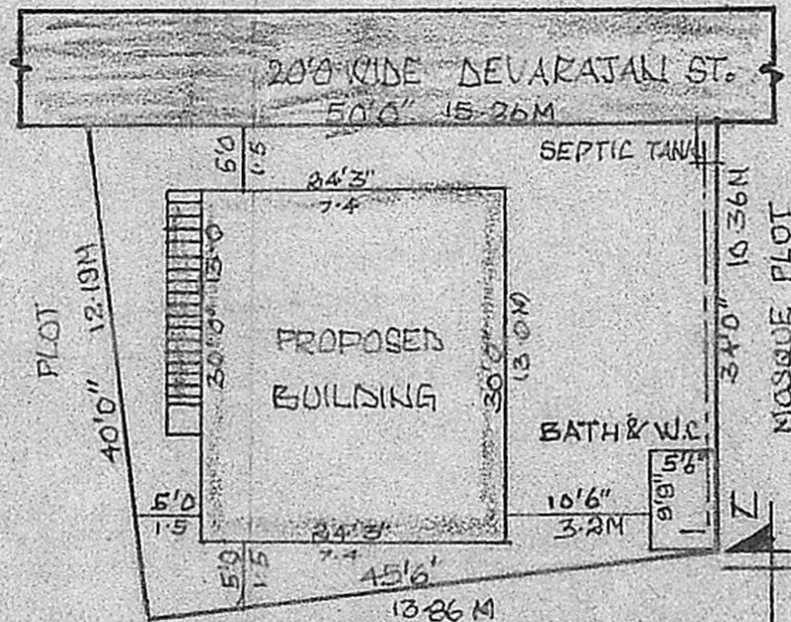 20'0 WIDE DEVARAJAN ST.
50'0" 15-26M
SEPTIC TANK
5'0
1.5
24'3"
7.4
PLOT
40'0" 12.19M
30'0" 13.0
PROPOSED
BUILDING
30'0" 13.0M
34'0" 10 36M
MOSQUE PLOT
BATH & W.C
5'6"
9'9"
5'0
1.5
10'6"
3.2M
24'3"
7.4
5'0
1.5
45'6'
13-86 M
Z